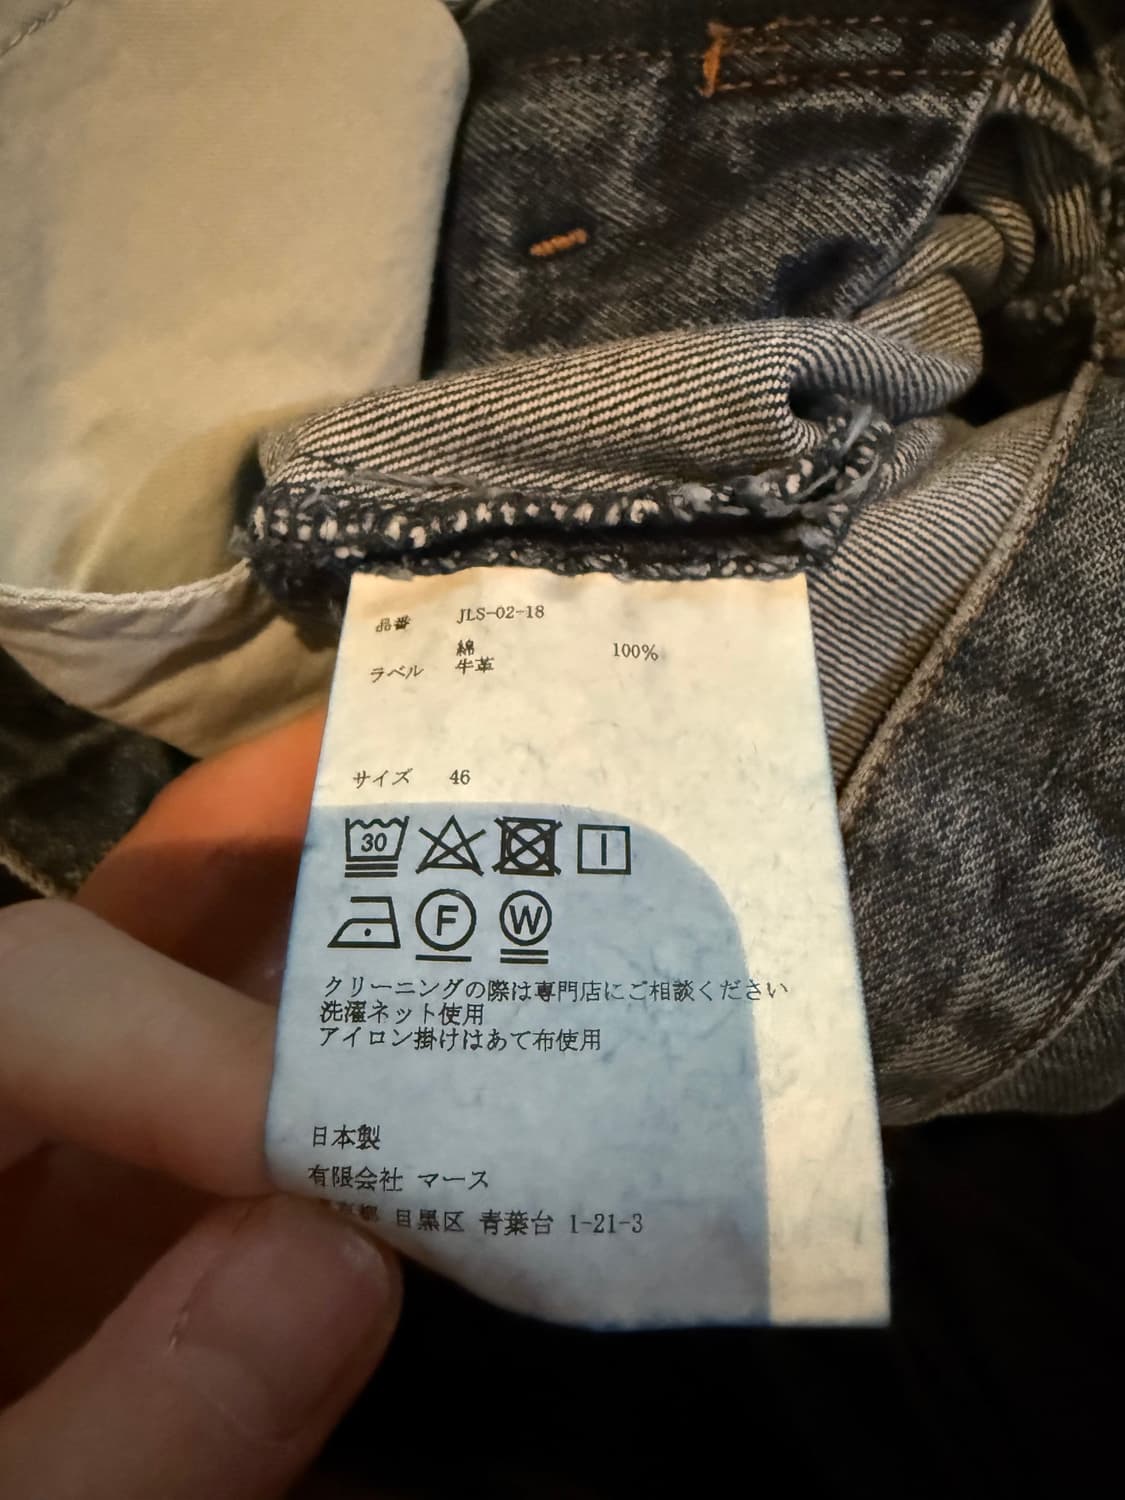 品番 JLS-02-18
綿 100%
ラベル 牛革
サイズ 46
30
F W
クリーニングの際は専門店にご相談ください
洗濯ネット使用
アイロン掛けはあて布使用
日本製
有限会社 マース
目黒区 青葉台 1-21-3